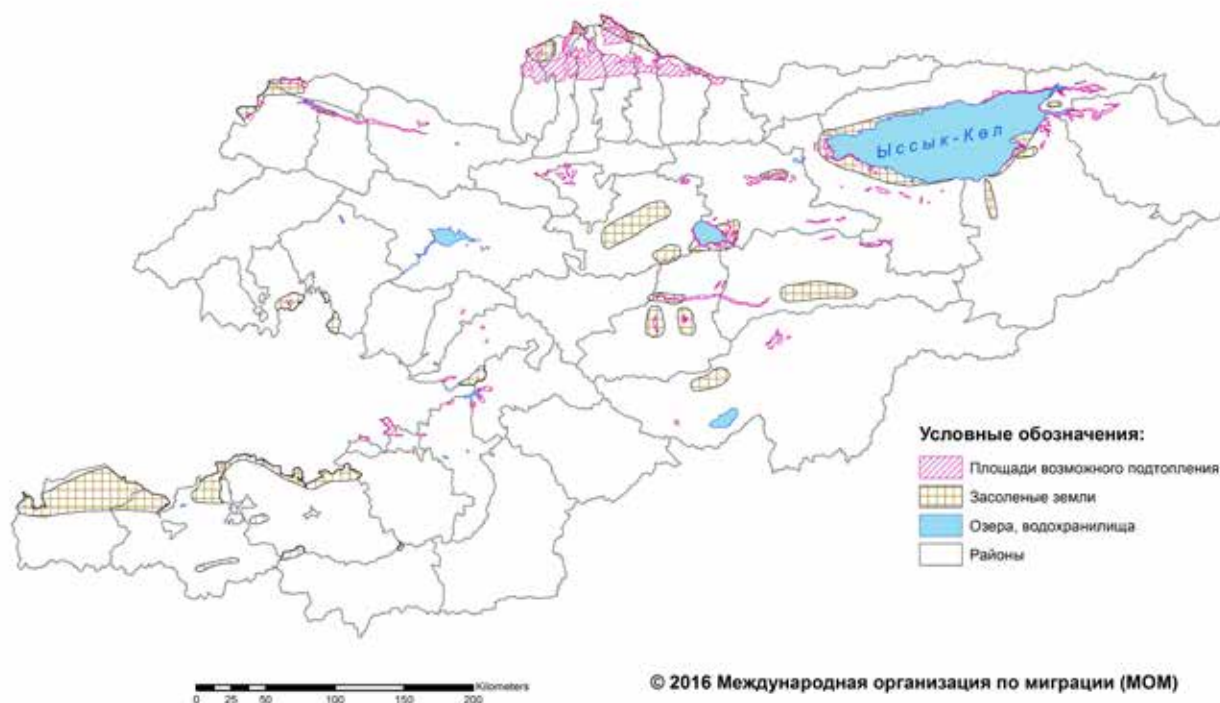 Ыссык-Көл
Условные обозначения:
Площади возможного подтопления
Засоленые земли
Озера, водохранилища
Районы
Kilometers
0 25 50 100 150 200
© 2016 Международная организация по миграции (МОМ)